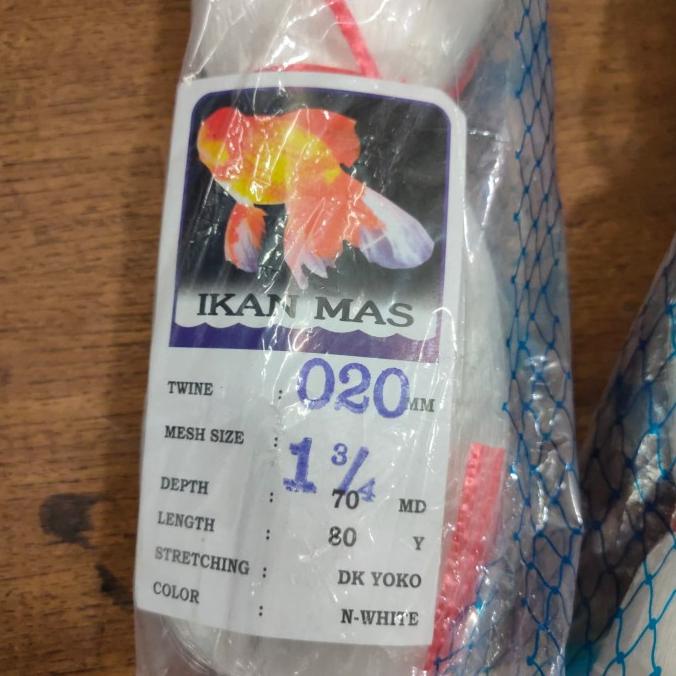 IKAN MAS
TWINE : 020 MM
MESH SIZE : 1 3/4
DEPTH : 70 MD
LENGTH : 80 Y
STRETCHING : DK YOKO
COLOR : N-WHITE